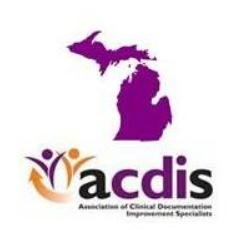 acdis
Association of Clinical Documentation
Improvement Specialists